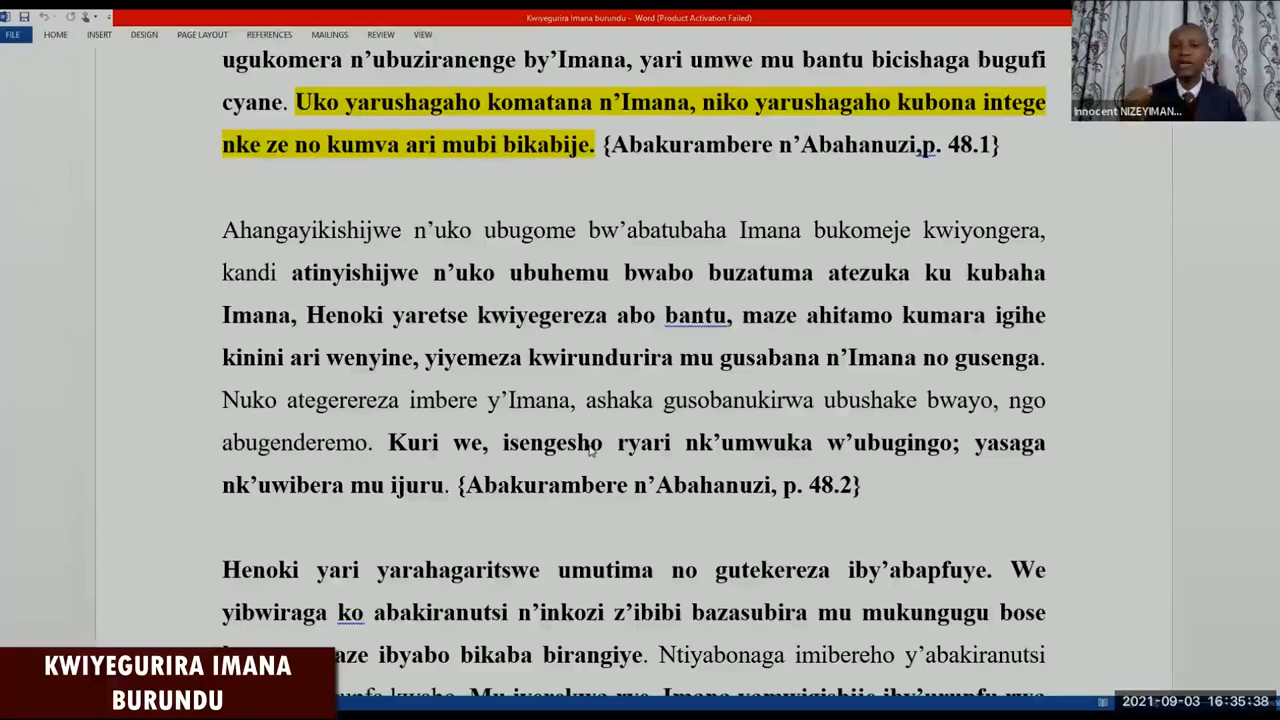 Kwiyegurira Imana burundu - Word (Product Activation Failed)
FILE HOME INSERT DESIGN PAGE LAYOUT REFERENCES MAILINGS REVIEW VIEW
Innocent NIZEYIMAN...
ugukomera n’ubuziranenge by’Imana, yari umwe mu bantu bicishaga bugufi
cyane. Uko yarushagaho komatana n’Imana, niko yarushagaho kubona intege
nke ze no kumva ari mubi bikabije. {Abakurambere n’Abahanuzi,p. 48.1}
Ahangayikishijwe n’uko ubugome bw’abatubaha Imana bukomeje kwiyongera,
kandi atinyishijwe n’uko ubuhemu bwabo buzatuma atezuka ku kubaha
Imana, Henoki yaretse kwiyegereza abo bantu, maze ahitamo kumara igihe
kinini ari wenyine, yiyemeza kwirundurira mu gusabana n’Imana no gusenga.
Nuko ategerereza imbere y’Imana, ashaka gusobanukirwa ubushake bwayo, ngo
abugenderemo. Kuri we, isengesho ryari nk’umwuka w’ubugingo; yasaga
nk’uwibera mu ijuru. {Abakurambere n’Abahanuzi, p. 48.2}
Henoki yari yarahagaritswe umutima no gutekereza iby’abapfuye. We
yibwiraga ko abakiranutsi n’inkozi z’ibibi bazasubira mu mukungugu bose
ibyabo bikaba birangiye. Ntiyabonaga imibereho y’abakiranutsi
KWIYEGURIRA IMANA
BURUNDU
2021-09-03 16:35:38